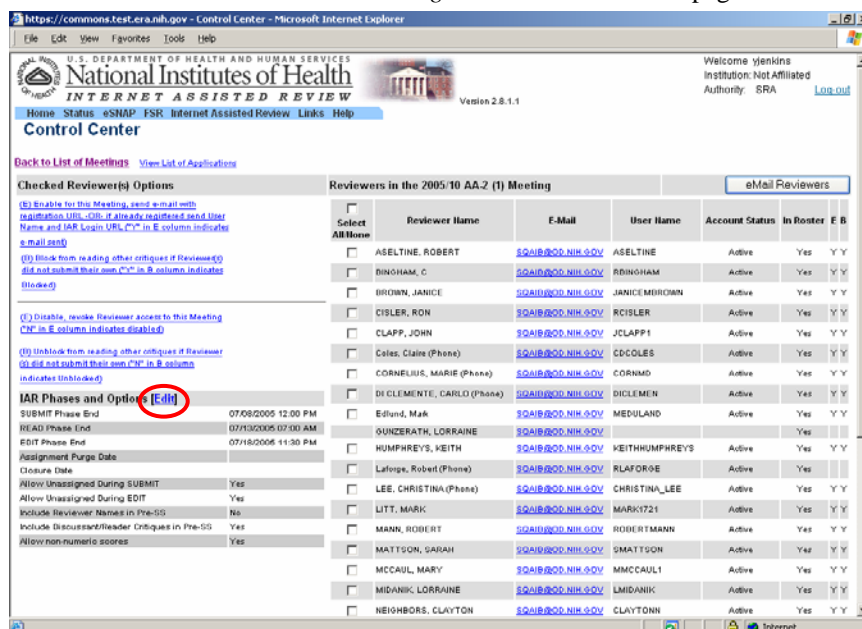 https://commons.test.era.nih.gov - Control Center - Microsoft Internet Explorer
File Edit View Favorites Tools Help
U.S. DEPARTMENT OF HEALTH AND HUMAN SERVICES
National Institutes of Health
INTERNET ASSISTED REVIEW
Version 2.8.1.1
Welcome yjenkins
Institution: Not Affiliated
Authority: SRA Log-out
Home Status eSNAP FSR Internet Assisted Review Links Help
Control Center
Back to List of Meetings View List of Applications
Checked Reviewer(s) Options
(E) Enable for this Meeting, send e-mail with
registration URL -OR- if already registered send User
Name and IAR Login URL ("Y" in E column indicates
e-mail sent)
(B) Block from reading other critiques if Reviewer(s)
did not submit their own ("Y" in B column indicates
Blocked)
(E) Disable, revoke Reviewer access to this Meeting
("N" in E column indicates disabled)
(B) Unblock from reading other critiques if Reviewer
(s) did not submit their own ("N" in B column
indicates Unblocked)
IAR Phases and Options [Edit]
SUBMIT Phase End 07/08/2005 12:00 PM
READ Phase End 07/13/2005 07:00 AM
EDIT Phase End 07/18/2005 11:30 PM
Assignment Purge Date
Closure Date
Allow Unassigned During SUBMIT Yes
Allow Unassigned During EDIT Yes
Include Reviewer Names in Pre-SS No
Include Discussant/Reader Critiques in Pre-SS Yes
Allow non-numeric scores Yes
Reviewers in the 2005/10 AA-2 (1) Meeting eMail Reviewers
Select All/None Reviewer Name E-Mail User Name Account Status In Roster E B
ASELTINE, ROBERT SQAIB@OD.NIH.GOV ASELTINE Active Yes Y Y
BINGHAM, C SQAIB@OD.NIH.GOV RBINGHAM Active Yes Y Y
BROWN, JANICE SQAIB@OD.NIH.GOV JANICEMBROWN Active Yes Y Y
CISLER, RON SQAIB@OD.NIH.GOV RCISLER Active Yes Y Y
CLAPP, JOHN SQAIB@OD.NIH.GOV JCLAPP1 Active Yes Y Y
Coles, Claire (Phone) SQAIB@OD.NIH.GOV CDCOLES Active Yes Y Y
CORNELIUS, MARIE (Phone) SQAIB@OD.NIH.GOV CORNMD Active Yes Y Y
DI CLEMENTE, CARLO (Phone) SQAIB@OD.NIH.GOV DICLEMEN Active Yes Y Y
Edlund, Mark SQAIB@OD.NIH.GOV MEDULAND Active Yes Y Y
GUNZERATH, LORRAINE SQAIB@OD.NIH.GOV Yes
HUMPHREYS, KEITH SQAIB@OD.NIH.GOV KEITHHUMPHREYS Active Yes Y Y
Laforge, Robert (Phone) SQAIB@OD.NIH.GOV RLAFORGE Active Yes Y Y
LEE, CHRISTINA (Phone) SQAIB@OD.NIH.GOV CHRISTINA_LEE Active Yes Y Y
LITT, MARK SQAIB@OD.NIH.GOV MARK1721 Active Yes Y Y
MANN, ROBERT SQAIB@OD.NIH.GOV ROBERTMANN Active Yes Y Y
MATTSON, SARAH SQAIB@OD.NIH.GOV SMATTSON Active Yes Y Y
MCCAUL, MARY SQAIB@OD.NIH.GOV MMCCAUL1 Active Yes Y Y
MIDANIK, LORRAINE SQAIB@OD.NIH.GOV LMIDANIK Active Yes Y Y
NEIGHBORS, CLAYTON SQAIB@OD.NIH.GOV CLAYTONN Active Yes Y Y
Internet